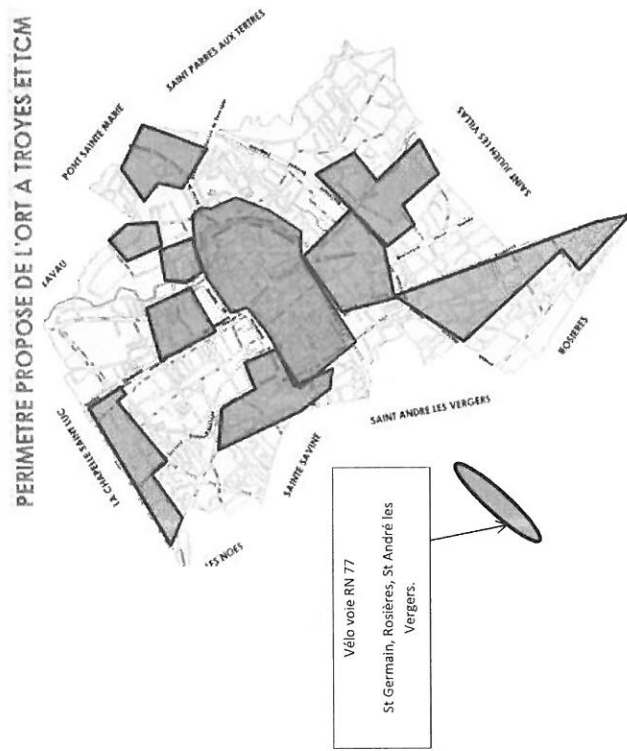 PERIMETRE PROPOSE DE L'ORT A TROYES ET TCM
SAINT PARRES AUX TERTRES
PONT SAINTE MARIE
LAVAU
SAINT JULIEN LES VILLAS
LA CHAPELLE SAINT LUC
LES NOES
SAINTE SAVINE
SAINT ANDRE LES VERGERS
ROSIERES
Vélo voie RN 77
St Germain, Rosières, St André les
Vergers.